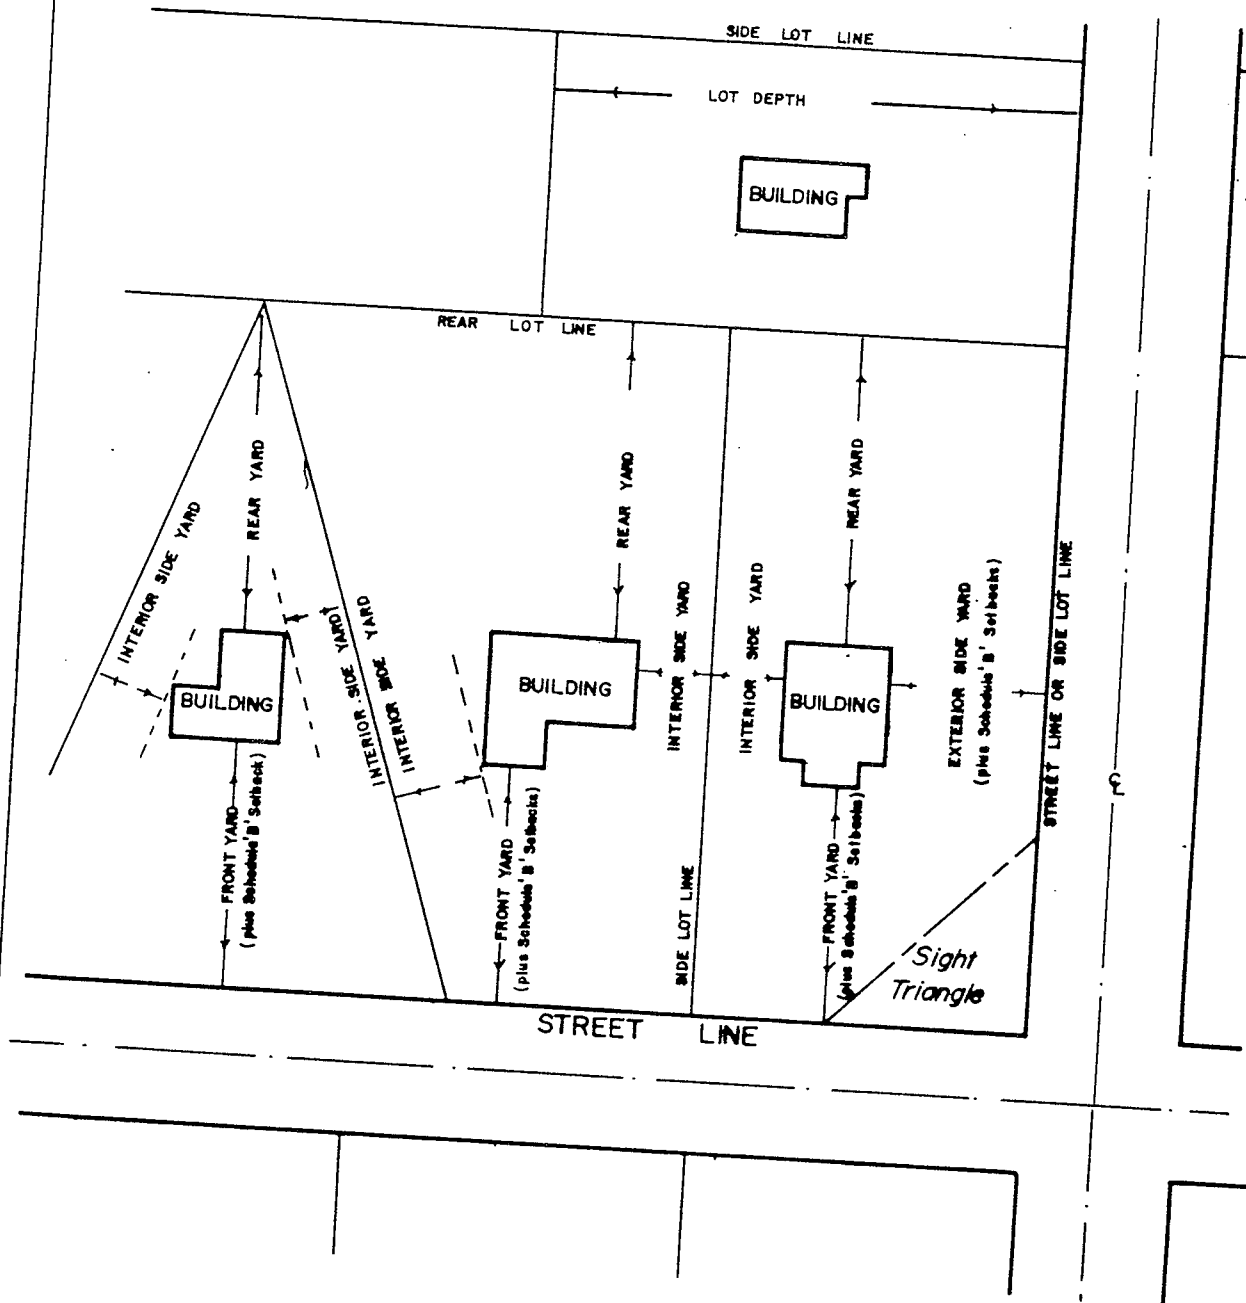 SIDE LOT LINE
LOT DEPTH
BUILDING
REAR LOT LINE
REAR YARD
REAR YARD
REAR YARD
INTERIOR SIDE YARD
INTERIOR SIDE YARD
INTERIOR SIDE YARD
INTERIOR SIDE YARD
INTERIOR SIDE YARD
EXTERIOR SIDE YARD
(plus Schedule 'B' Setbacks)
STREET LINE OR SIDE LOT LINE
BUILDING
BUILDING
BUILDING
℄
FRONT YARD
(plus Schedule 'B' Setback)
FRONT YARD
(plus Schedule 'B' Setbacks)
SIDE LOT LINE
FRONT YARD
(plus Schedule 'B' Setbacks)
Sight
Triangle
STREET LINE